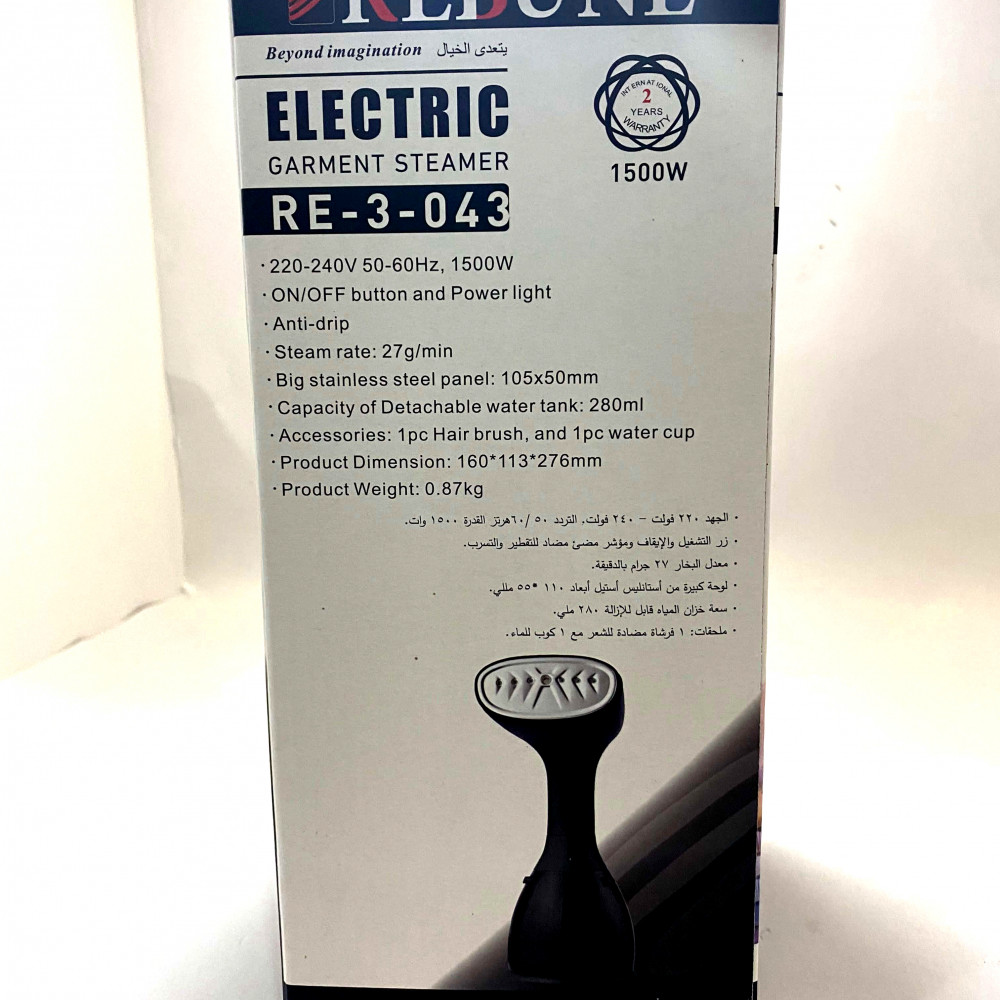 REBUNE
Beyond imagination يتعدى الخيال
ELECTRIC
GARMENT STEAMER
RE-3-043
INTERNATIONAL
2
YEARS
WARRANTY
1500W
· 220-240V 50-60Hz, 1500W
· ON/OFF button and Power light
· Anti-drip
· Steam rate: 27g/min
· Big stainless steel panel: 105x50mm
· Capacity of Detachable water tank: 280ml
· Accessories: 1pc Hair brush, and 1pc water cup
· Product Dimension: 160*113*276mm
· Product Weight: 0.87kg
· الجهد ٢٢٠ فولت – ٢٤٠ فولت، التردد ٥٠ /٦٠هرتز القدرة ١٥٠٠ وات.
· زر التشغيل والإيقاف ومؤشر مضئ مضاد للتقطير والتسرب.
· معدل البخار ٢٧ جرام بالدقيقة.
· لوحة كبيرة من أستانليس أستيل أبعاد ١١٠ *٥٥ مللي.
· سعة خزان المياه قابل للإزالة ٢٨٠ ملي.
· ملحقات: ١ فرشاة مضادة للشعر مع ١ كوب للماء.